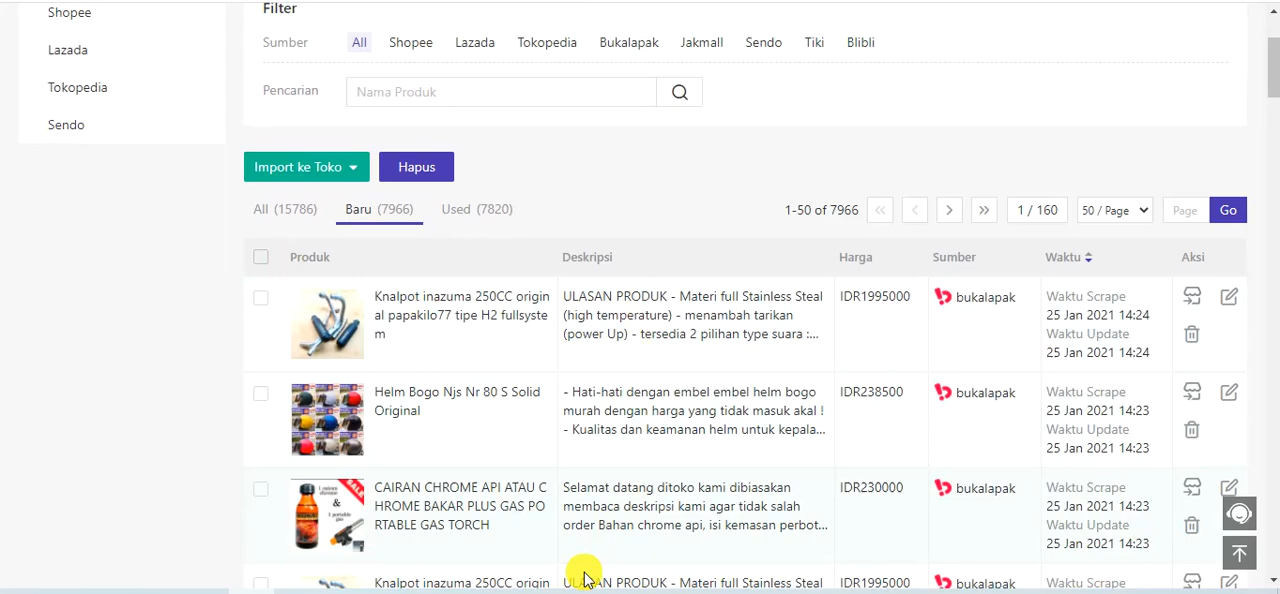 Shopee
Lazada
Tokopedia
Sendo
Filter
Sumber All Shopee Lazada Tokopedia Bukalapak Jakmall Sendo Tiki Blibli
Pencarian Nama Produk
Import ke Toko Hapus
All (15786) Baru (7966) Used (7820) 1-50 of 7966 1 / 160 50 / Page Page Go
Produk Deskripsi Harga Sumber Waktu Aksi
Knalpot inazuma 250CC origin
al papakilo77 tipe H2 fullsyste
m
ULASAN PRODUK - Materi full Stainless Steal
(high temperature) - menambah tarikan
(power Up) - tersedia 2 pilihan type suara :...
IDR1995000
bukalapak
Waktu Scrape
25 Jan 2021 14:24
Waktu Update
25 Jan 2021 14:24
Helm Bogo Njs Nr 80 S Solid
Original
- Hati-hati dengan embel embel helm bogo
murah dengan harga yang tidak masuk akal !
- Kualitas dan keamanan helm untuk kepala...
IDR238500
bukalapak
Waktu Scrape
25 Jan 2021 14:23
Waktu Update
25 Jan 2021 14:23
CAIRAN CHROME API ATAU C
HROME BAKAR PLUS GAS PO
RTABLE GAS TORCH
Selamat datang ditoko kami dibiasakan
membaca deskripsi kami agar tidak salah
order Bahan chrome api, isi kemasan perbot...
IDR230000
bukalapak
Waktu Scrape
25 Jan 2021 14:23
Waktu Update
25 Jan 2021 14:23
Knalpot inazuma 250CC origin
ULASAN PRODUK - Materi full Stainless Steal
IDR1995000
bukalapak
Waktu Scrape